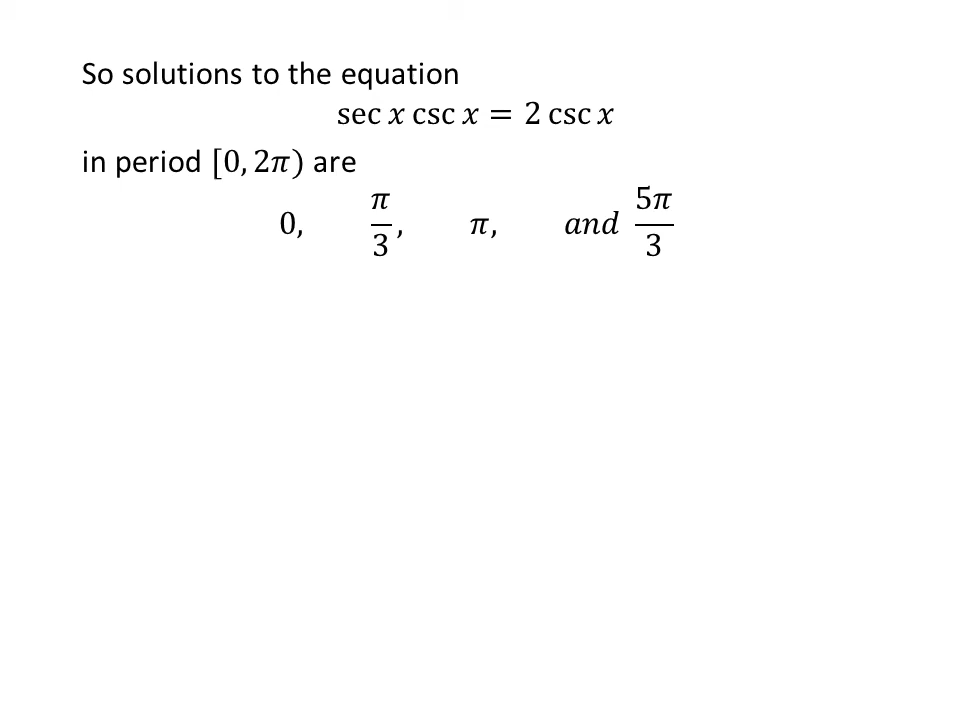 So solutions to the equation
sec 𝑥 csc 𝑥 = 2 csc 𝑥
in period [0, 2𝜋) are
0, 𝜋/3, 𝜋, 𝑎𝑛𝑑 5𝜋/3